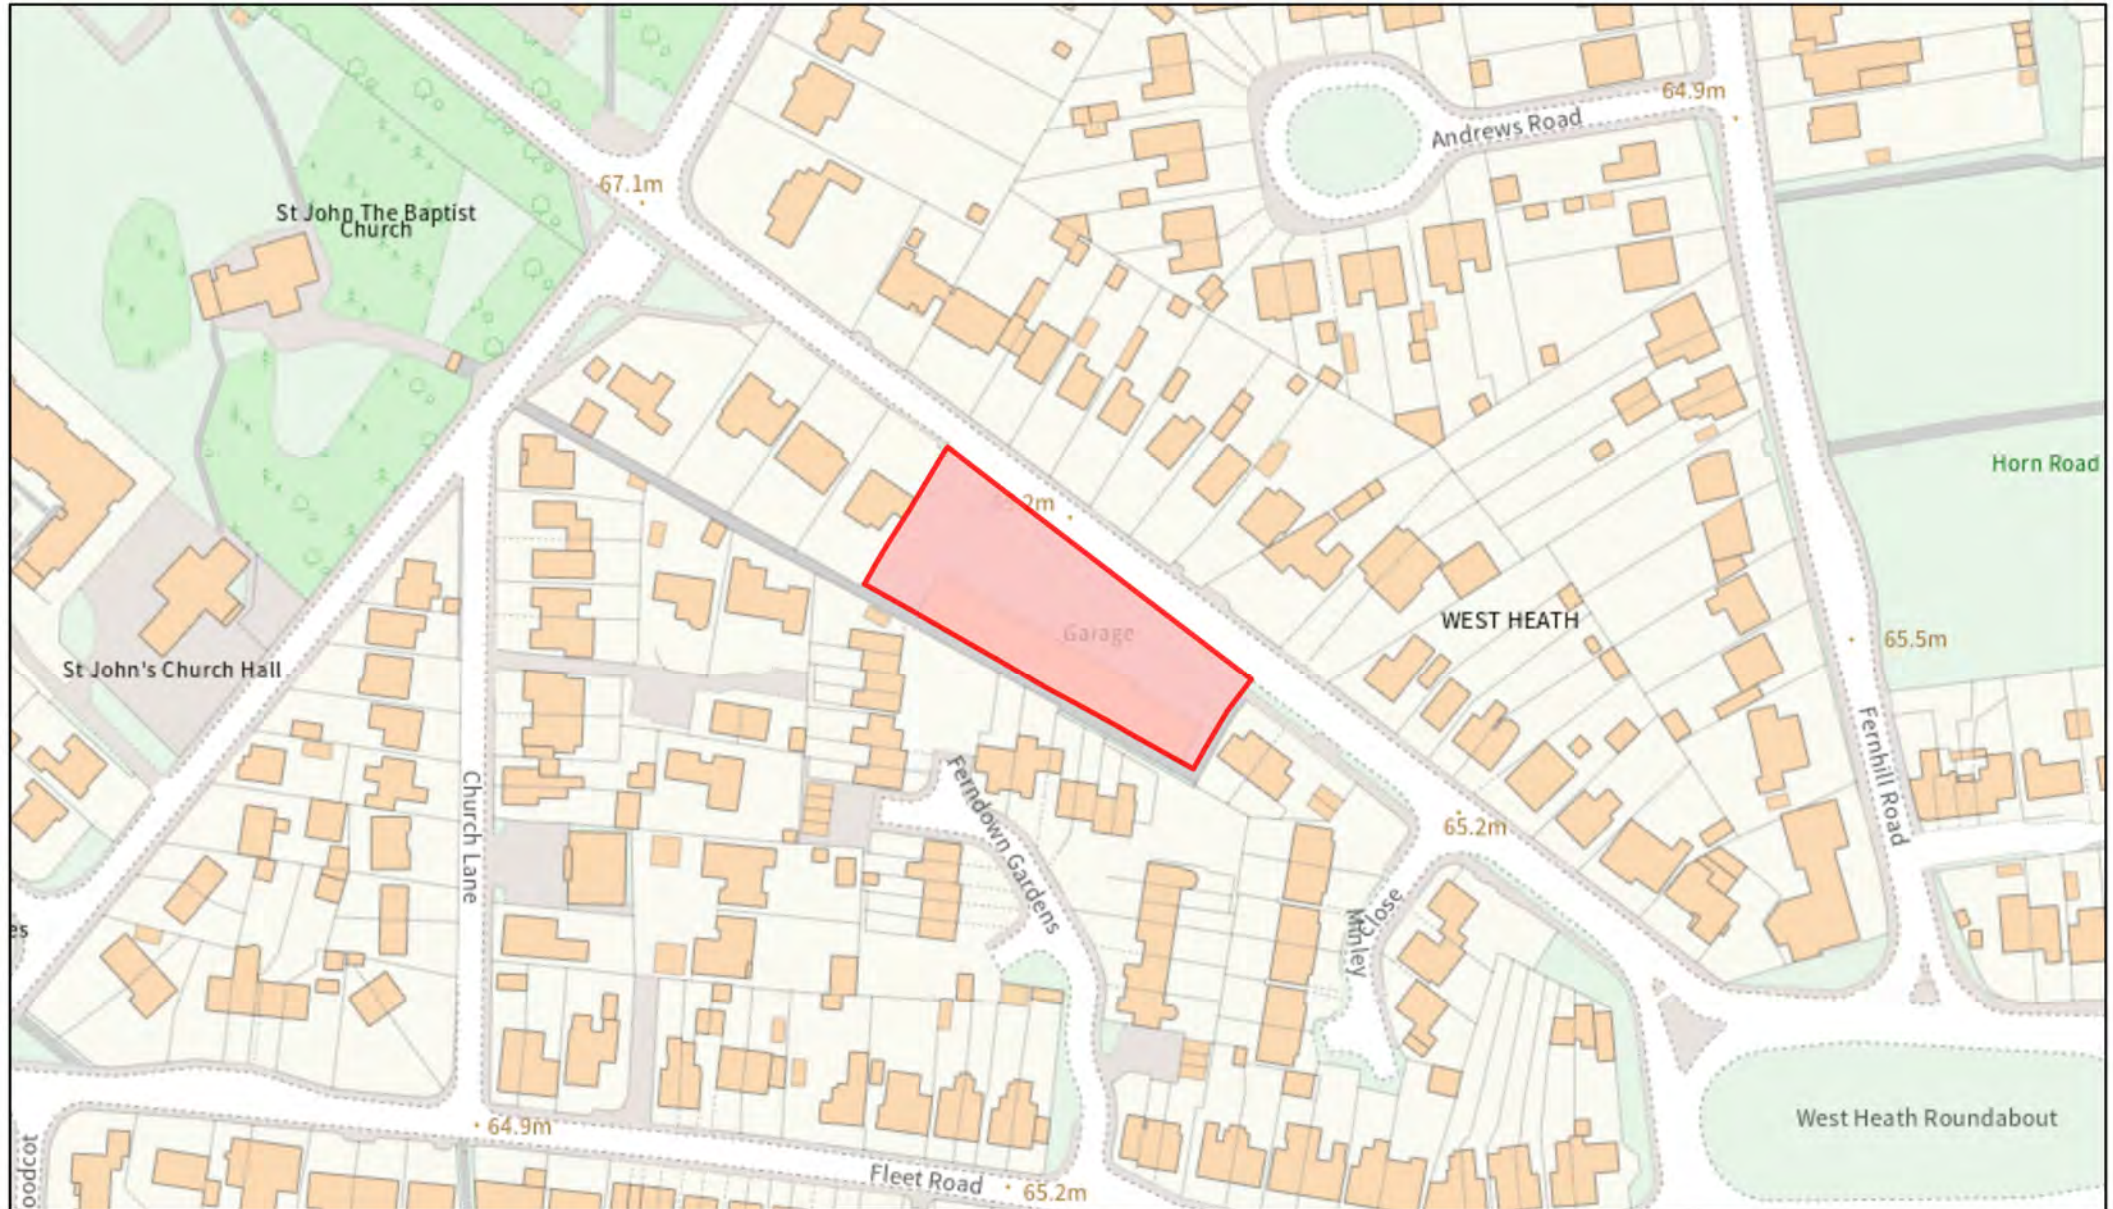 64.9m
Andrews Road
67.1m
St John The Baptist
Church
Horn Road
2m
Garage
WEST HEATH
65.5m
St John's Church Hall
Fernhill Road
Church Lane
Ferndown Gardens
65.2m
Minley
Close
es
West Heath Roundabout
64.9m
Fleet Road
65.2m